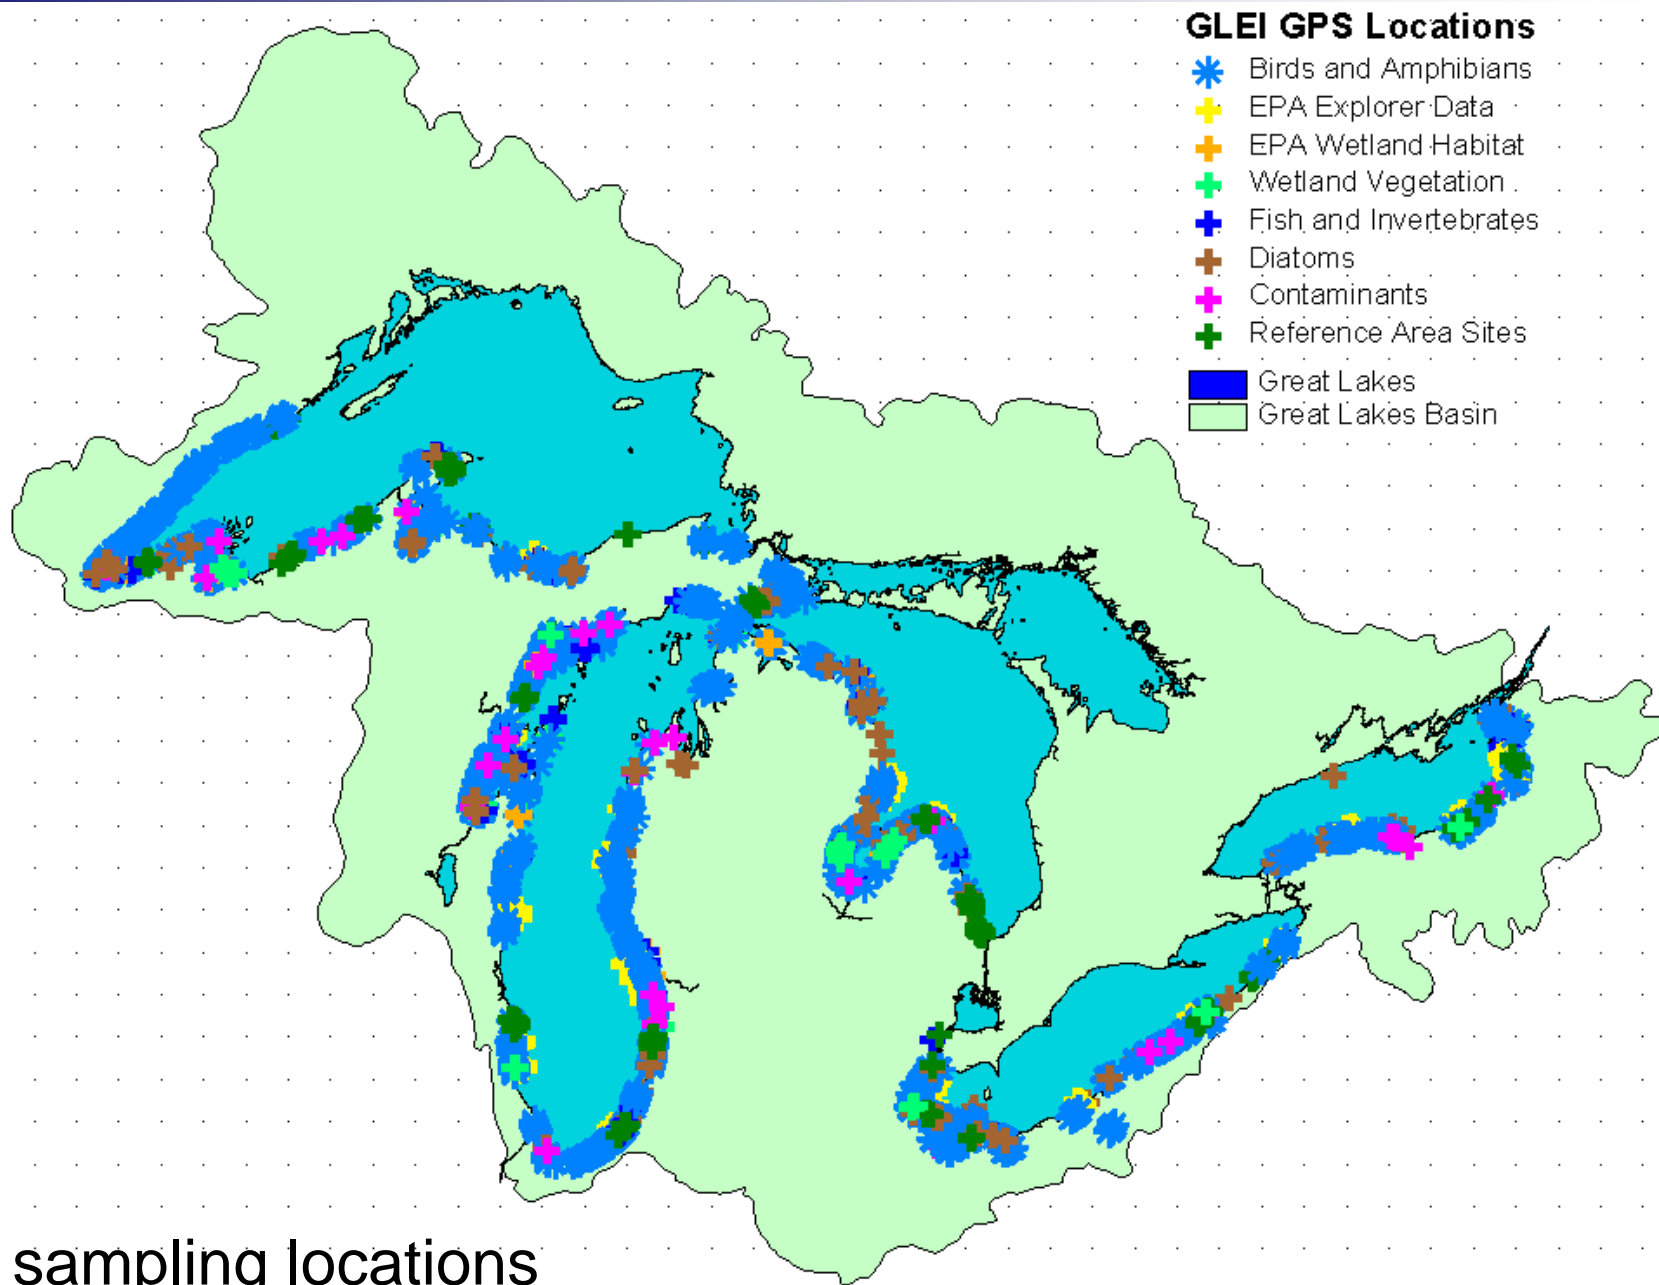 GLEI GPS Locations
Birds and Amphibians
EPA Explorer Data
EPA Wetland Habitat
Wetland Vegetation
Fish and Invertebrates
Diatoms
Contaminants
Reference Area Sites
Great Lakes
Great Lakes Basin
sampling locations